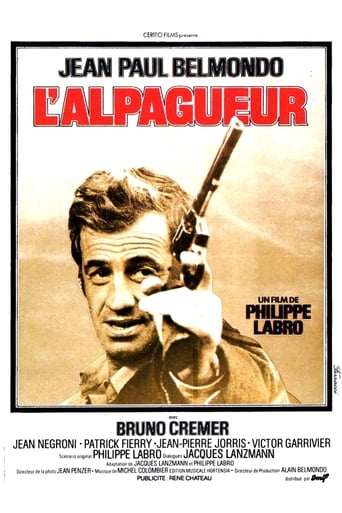 CERITO FILMS présente
JEAN PAUL BELMONDO
L'ALPAGUEUR
UN FILM DE
PHILIPPE
LABRO
avec
BRUNO CREMER
JEAN NEGRONI · PATRICK FIERRY · JEAN-PIERRE JORRIS · VICTOR GARRIVIER
Scénario original PHILIPPE LABRO Dialogues JACQUES LANZMANN
Adaptation de JACQUES LANZMANN et PHILIPPE LABRO
Directeur de la photo JEAN PENZER · Musique de MICHEL COLOMBIER EDITION MUSICALE HORTENSIA · Directeur de Production ALAIN BELMONDO
PUBLICITE : RENE CHATEAU
distribué par